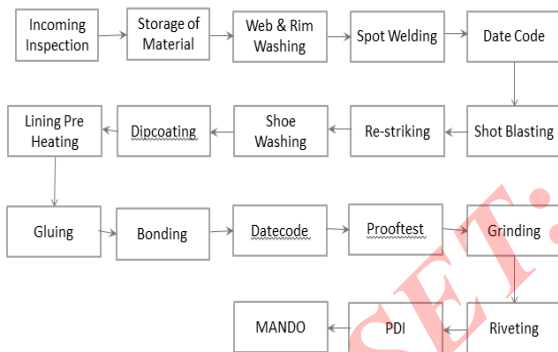 Incoming
Inspection
Storage of
Material
Web & Rim
Washing
Spot Welding
Date Code
Shot Blasting
Re-striking
Shoe
Washing
Dipcoating
Lining Pre
Heating
Gluing
Bonding
Datecode
Prooftest
Grinding
Riveting
PDI
MANDO
SET: